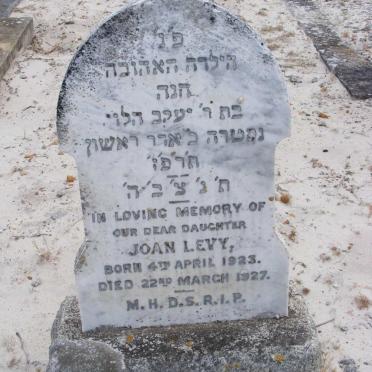 פ״נ
הילדה האהובה
חנה
בת ר׳ יעקב הלוי
נפטרה כ׳אדר ראשון
תרפז
ת׳ נ׳ צ׳ ב׳ ה׳
IN LOVING MEMORY OF
OUR DEAR DAUGHTER
JOAN LEVY,
BORN 4TH APRIL 1923.
DIED 22ND MARCH 1927.
M.H.D.S.R.I.P.